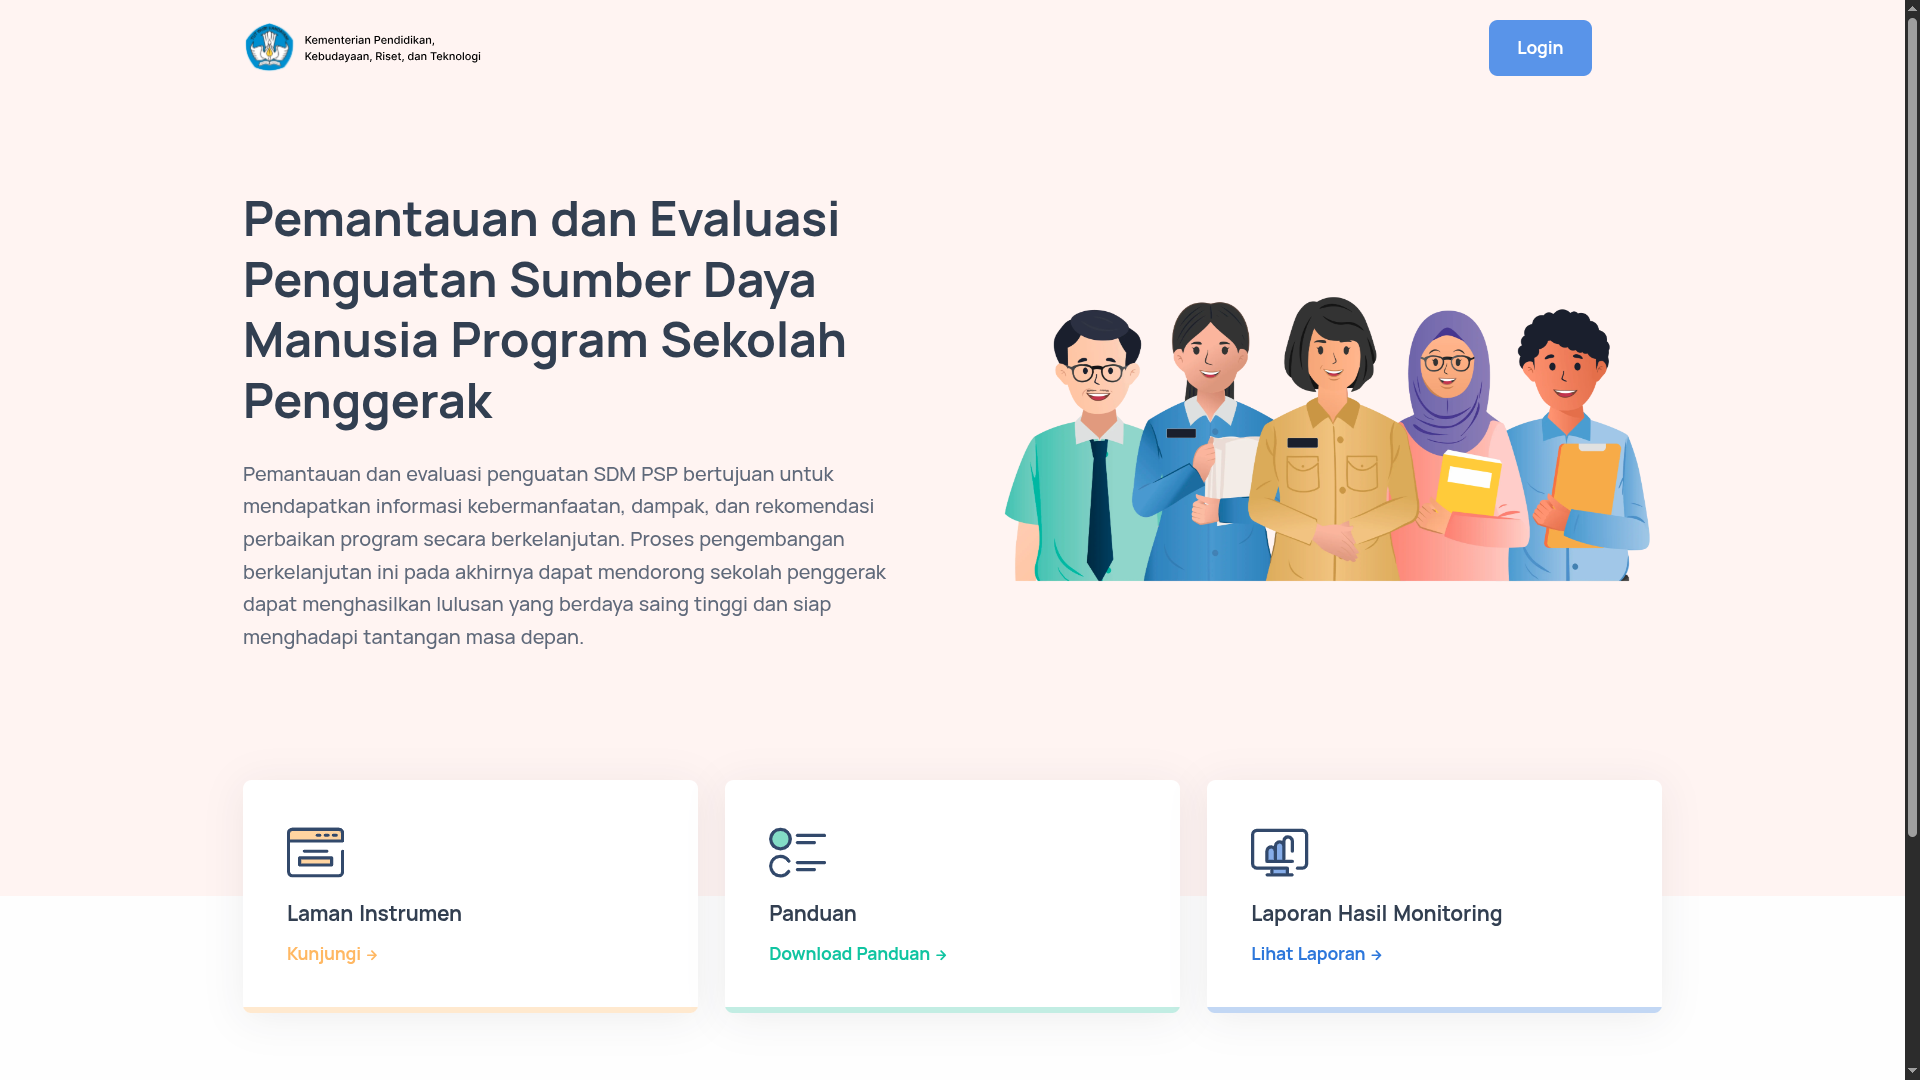 Kementerian Pendidikan,
Kebudayaan, Riset, dan Teknologi
Login
Pemantauan dan Evaluasi
Penguatan Sumber Daya
Manusia Program Sekolah
Penggerak
Pemantauan dan evaluasi penguatan SDM PSP bertujuan untuk
mendapatkan informasi kebermanfaatan, dampak, dan rekomendasi
perbaikan program secara berkelanjutan. Proses pengembangan
berkelanjutan ini pada akhirnya dapat mendorong sekolah penggerak
dapat menghasilkan lulusan yang berdaya saing tinggi dan siap
menghadapi tantangan masa depan.
Laman Instrumen
Kunjungi →
Panduan
Download Panduan →
Laporan Hasil Monitoring
Lihat Laporan →